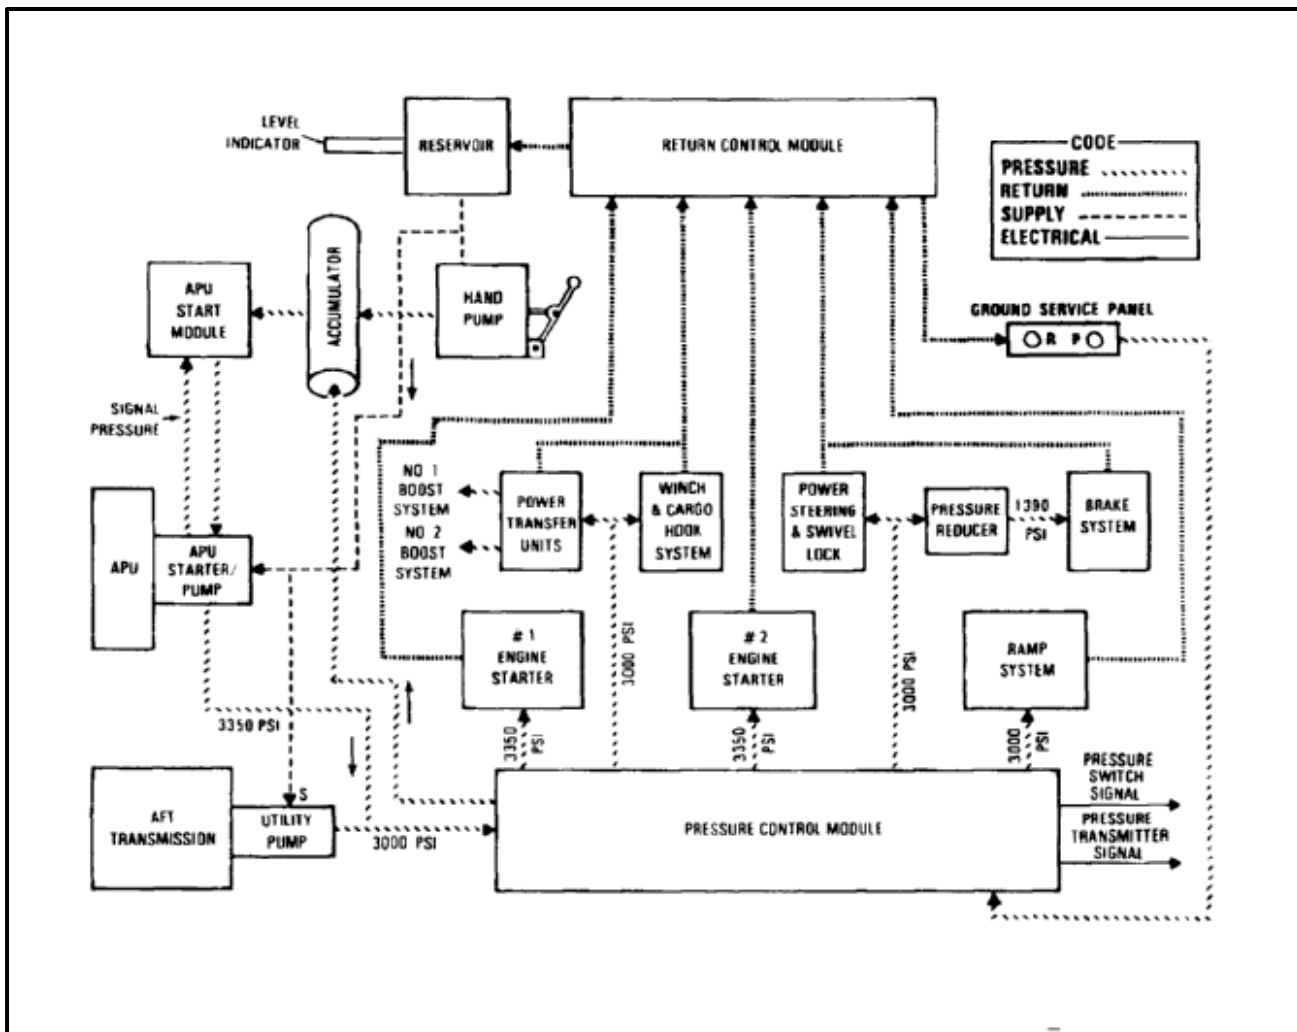 LEVEL
INDICATOR
RESERVOIR
RETURN CONTROL MODULE
CODE
PRESSURE
RETURN
SUPPLY
ELECTRICAL
ACCUMULATOR
APU
START
MODULE
HAND
PUMP
GROUND SERVICE PANEL
R P
SIGNAL
PRESSURE
NO 1
BOOST
SYSTEM
NO 2
BOOST
SYSTEM
POWER
TRANSFER
UNITS
WINCH
& CARGO
HOOK
SYSTEM
POWER
STEERING
& SWIVEL
LOCK
PRESSURE
REDUCER
1390
PSI
BRAKE
SYSTEM
APU
APU
STARTER/
PUMP
#1
ENGINE
STARTER
3000 PSI
#2
ENGINE
STARTER
3000 PSI
RAMP
SYSTEM
3350 PSI
3350
PSI
3350
PSI
3000
PSI
PRESSURE
SWITCH
SIGNAL
PRESSURE
TRANSMITTER
SIGNAL
AFT
TRANSMISSION
S
UTILITY
PUMP
3000 PSI
PRESSURE CONTROL MODULE